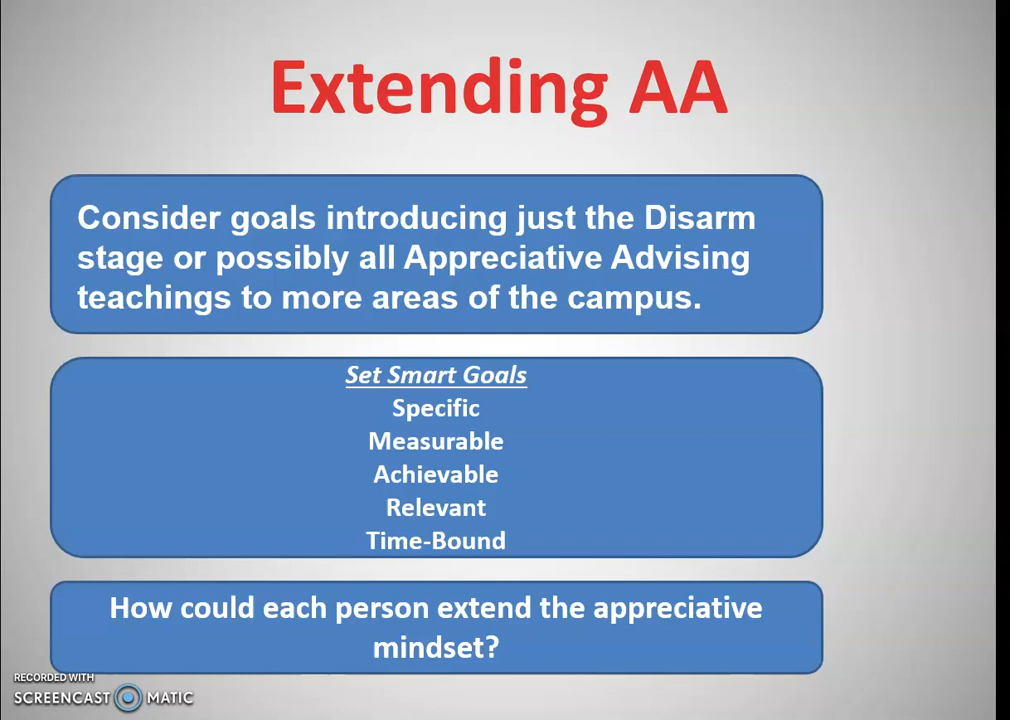 Extending AA
Consider goals introducing just the Disarm
stage or possibly all Appreciative Advising
teachings to more areas of the campus.
Set Smart Goals
Specific
Measurable
Achievable
Relevant
Time-Bound
How could each person extend the appreciative
mindset?
RECORDED WITH
SCREENCAST MATIC